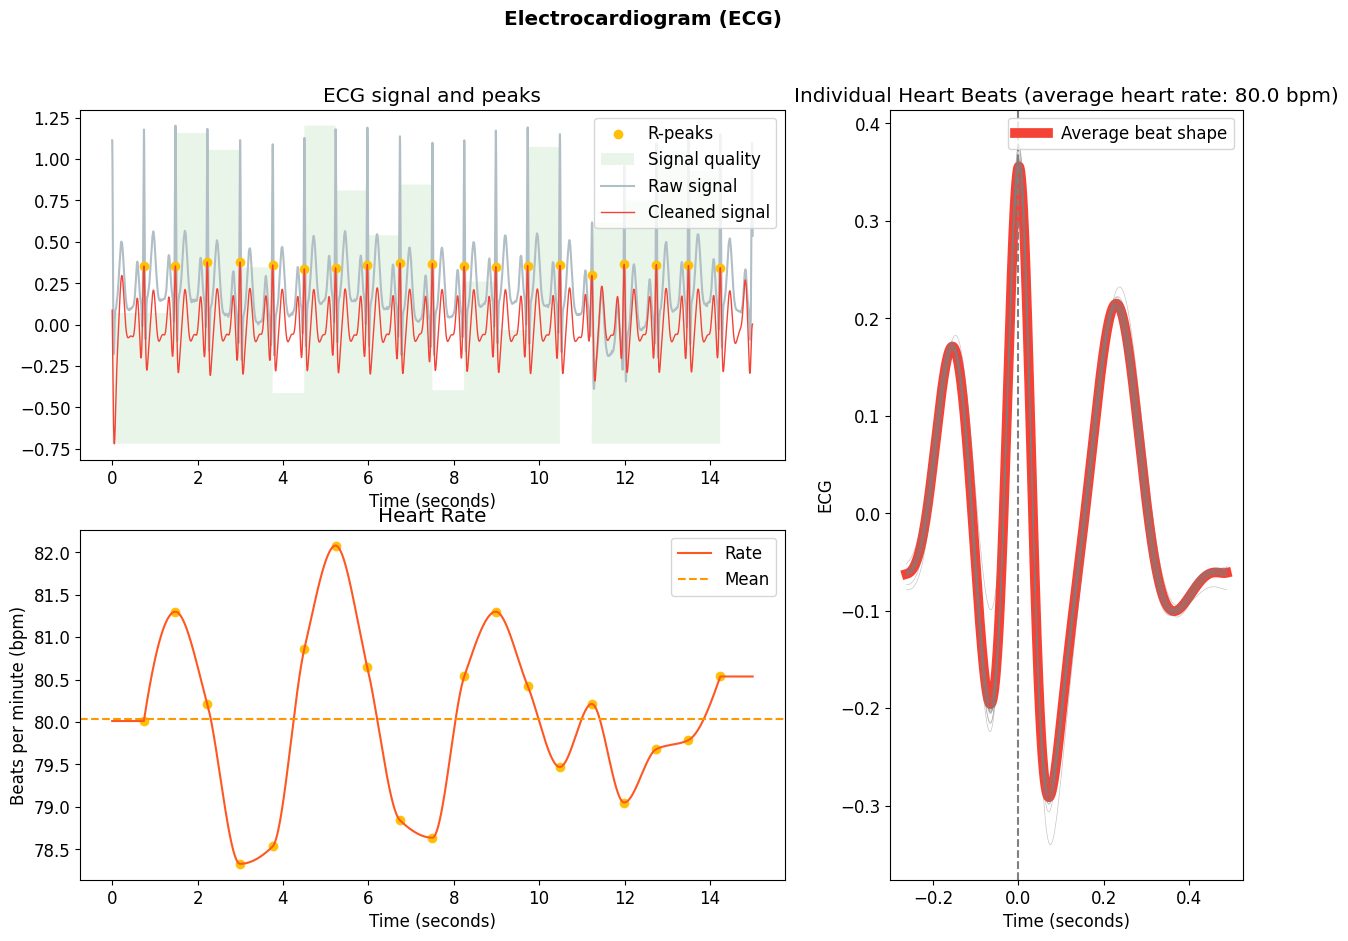 Electrocardiogram (ECG)
ECG signal and peaks
1.25
1.00
0.75
0.50
0.25
0.00
−0.25
−0.50
−0.75
R-peaks
Signal quality
Raw signal
Cleaned signal
0 2 4 6 8 10 12 14
Time (seconds)
Heart Rate
Beats per minute (bpm)
82.0
81.5
81.0
80.5
80.0
79.5
79.0
78.5
Rate
Mean
0 2 4 6 8 10 12 14
Time (seconds)
Individual Heart Beats (average heart rate: 80.0 bpm)
Average beat shape
ECG
0.4
0.3
0.2
0.1
0.0
−0.1
−0.2
−0.3
−0.2 0.0 0.2 0.4
Time (seconds)